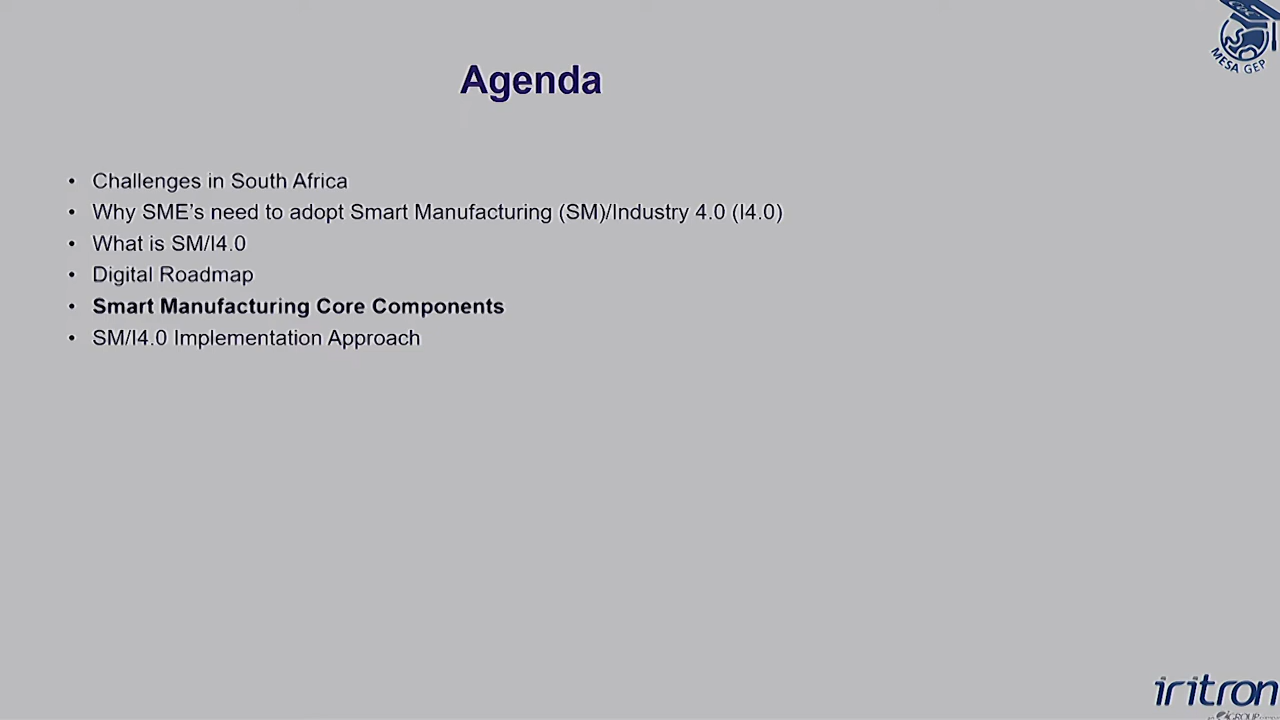 Agenda
• Challenges in South Africa
• Why SME's need to adopt Smart Manufacturing (SM)/Industry 4.0 (I4.0)
• What is SM/I4.0
• Digital Roadmap
• Smart Manufacturing Core Components
• SM/I4.0 Implementation Approach
MESA GEP
iritron
GROUP